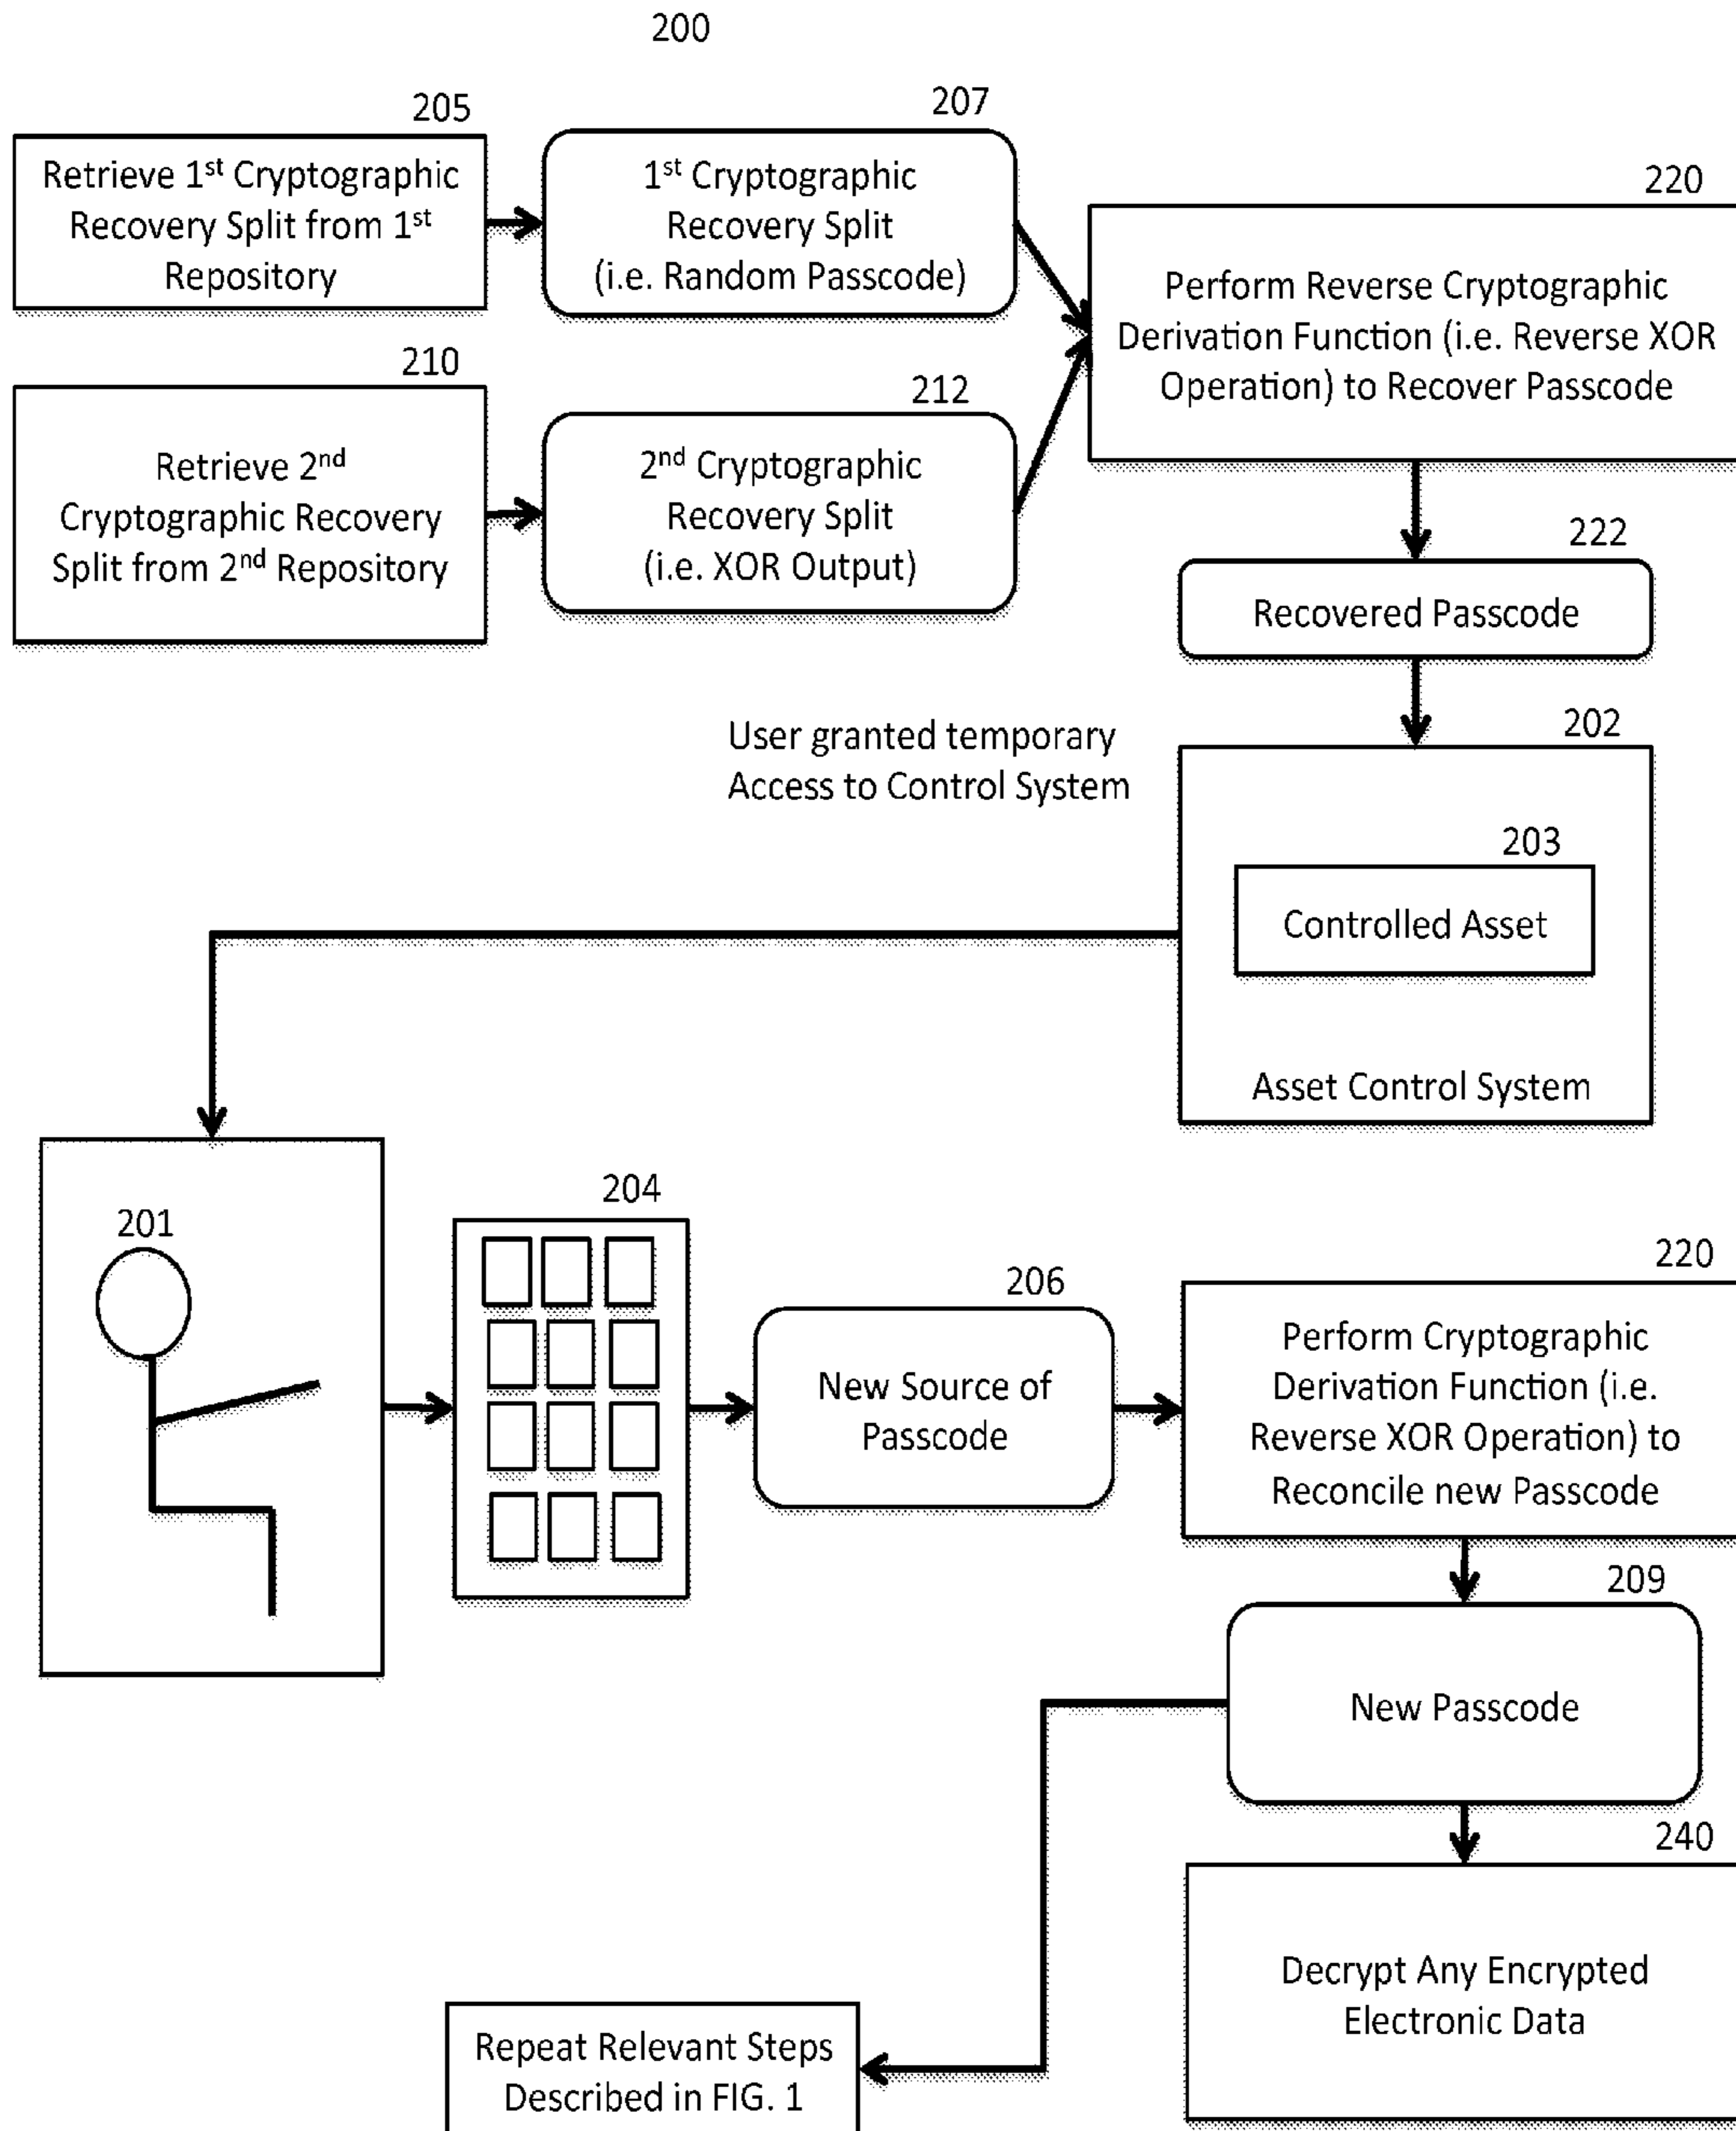 200
205
Retrieve 1st Cryptographic
Recovery Split from 1st
Repository
207
1st Cryptographic
Recovery Split
(i.e. Random Passcode)
220
Perform Reverse Cryptographic
Derivation Function (i.e. Reverse XOR
Operation) to Recover Passcode
210
Retrieve 2nd
Cryptographic Recovery
Split from 2nd Repository
212
2nd Cryptographic
Recovery Split
(i.e. XOR Output)
222
Recovered Passcode
User granted temporary
Access to Control System
202
203
Controlled Asset
Asset Control System
201
204
206
New Source of
Passcode
220
Perform Cryptographic
Derivation Function (i.e.
Reverse XOR Operation) to
Reconcile new Passcode
209
New Passcode
240
Decrypt Any Encrypted
Electronic Data
Repeat Relevant Steps
Described in FIG. 1